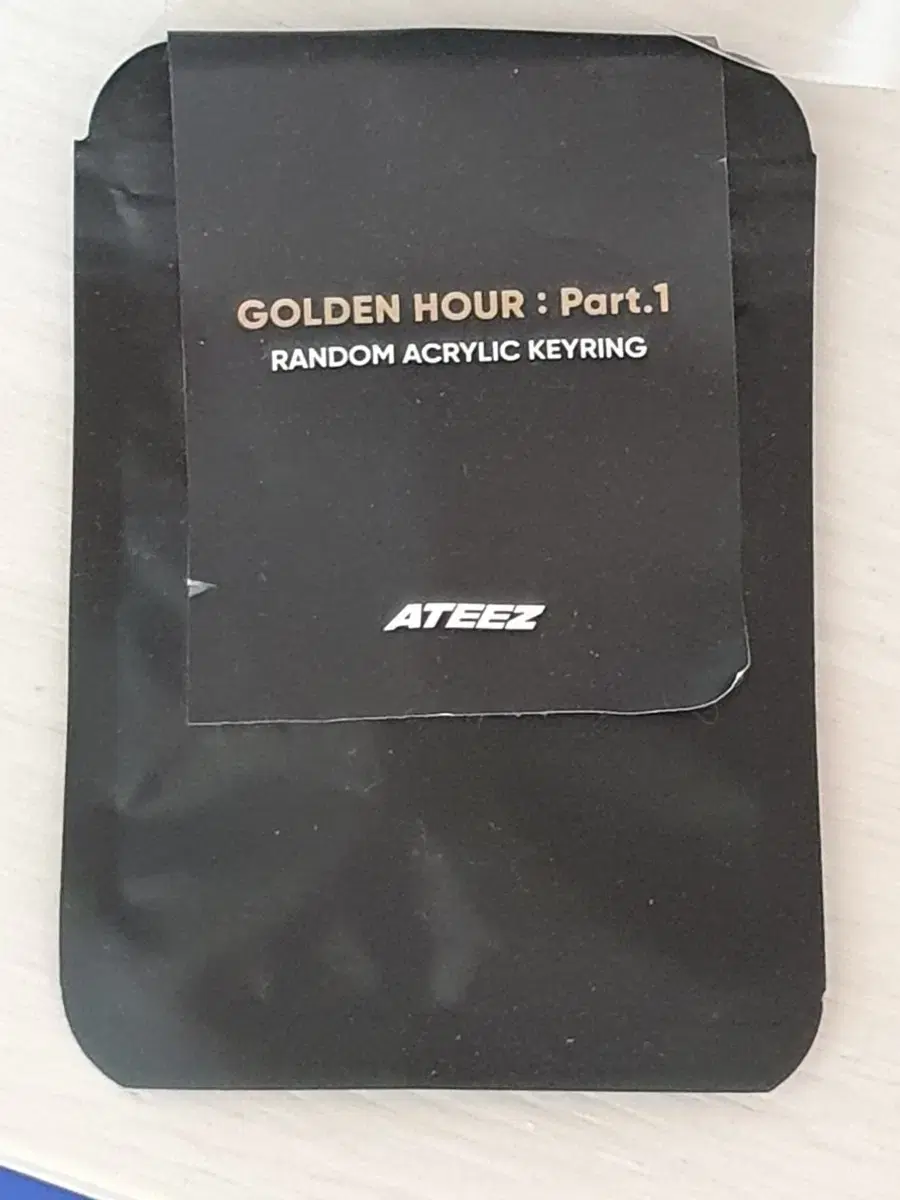 GOLDEN HOUR : Part.1
RANDOM ACRYLIC KEYRING
ATEEZ